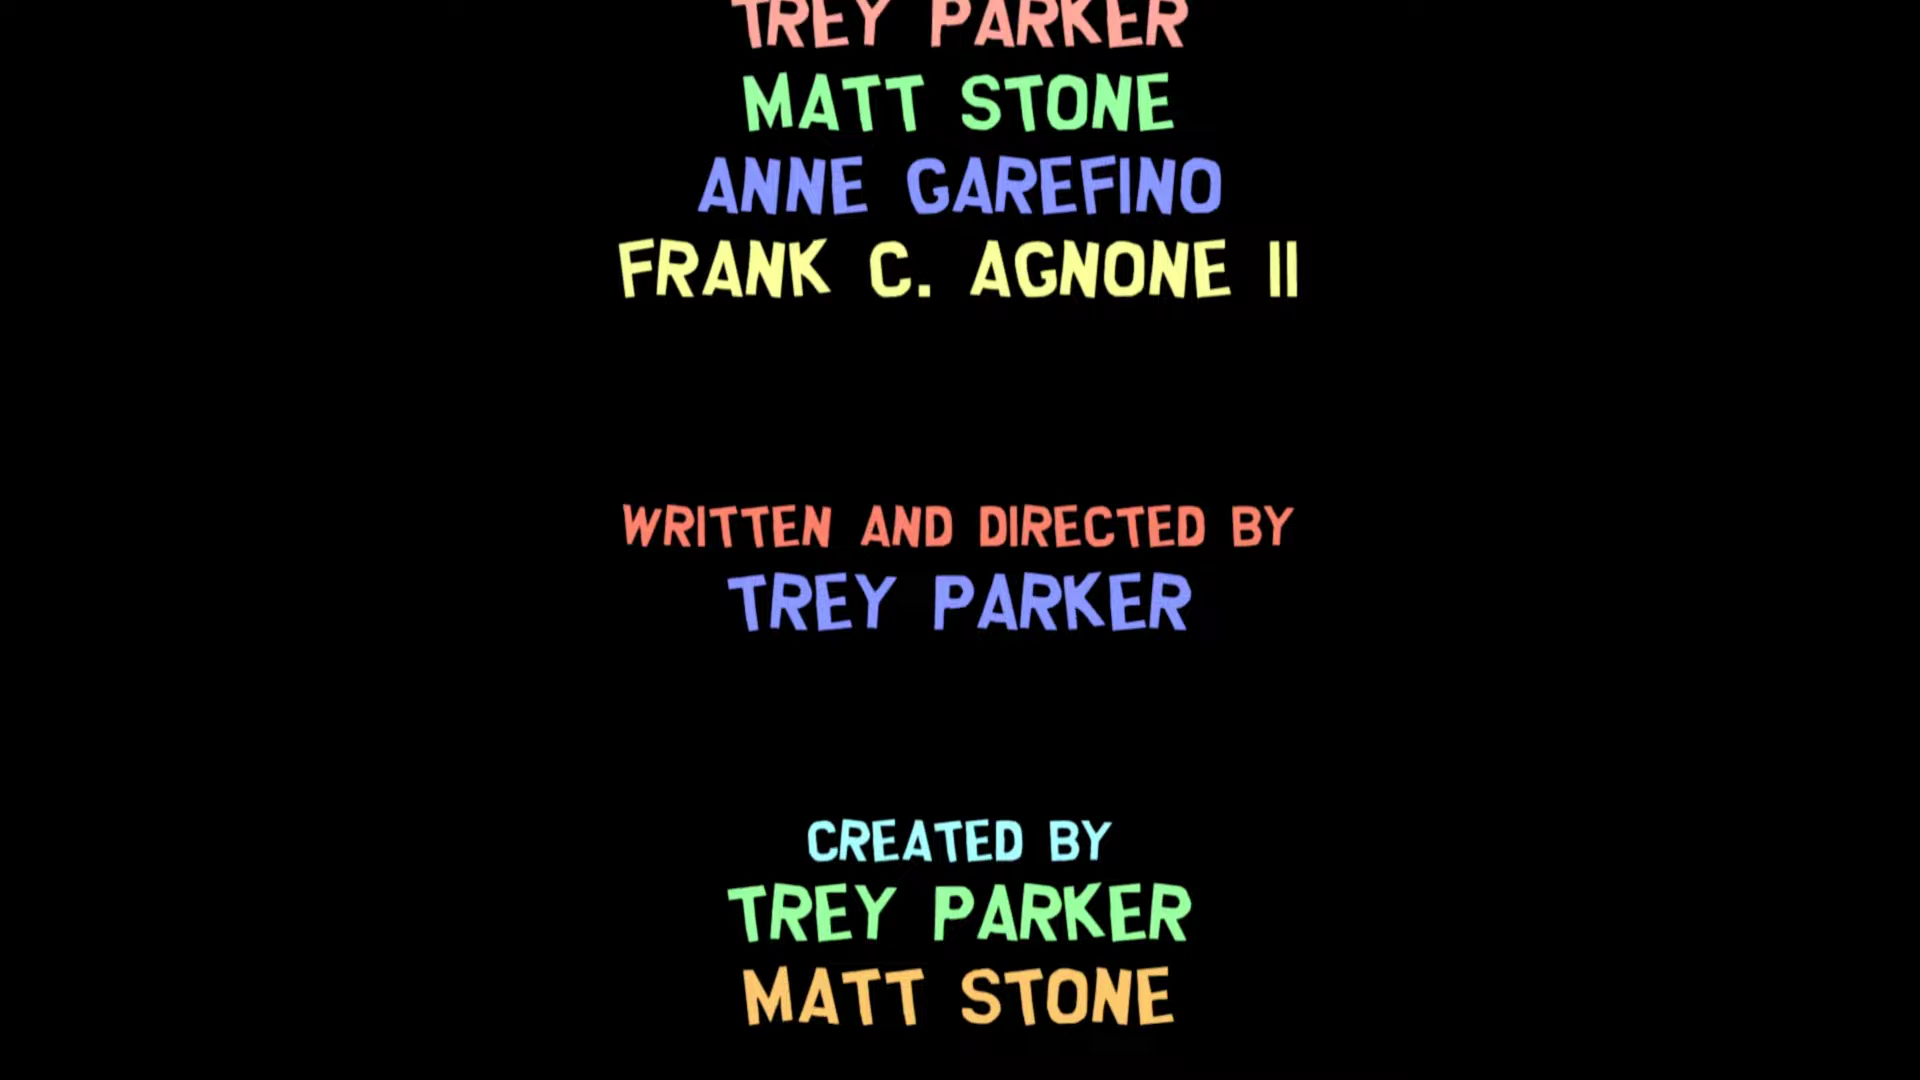 TREY PARKER
MATT STONE
ANNE GAREFINO
FRANK C. AGNONE II
WRITTEN AND DIRECTED BY
TREY PARKER
CREATED BY
TREY PARKER
MATT STONE